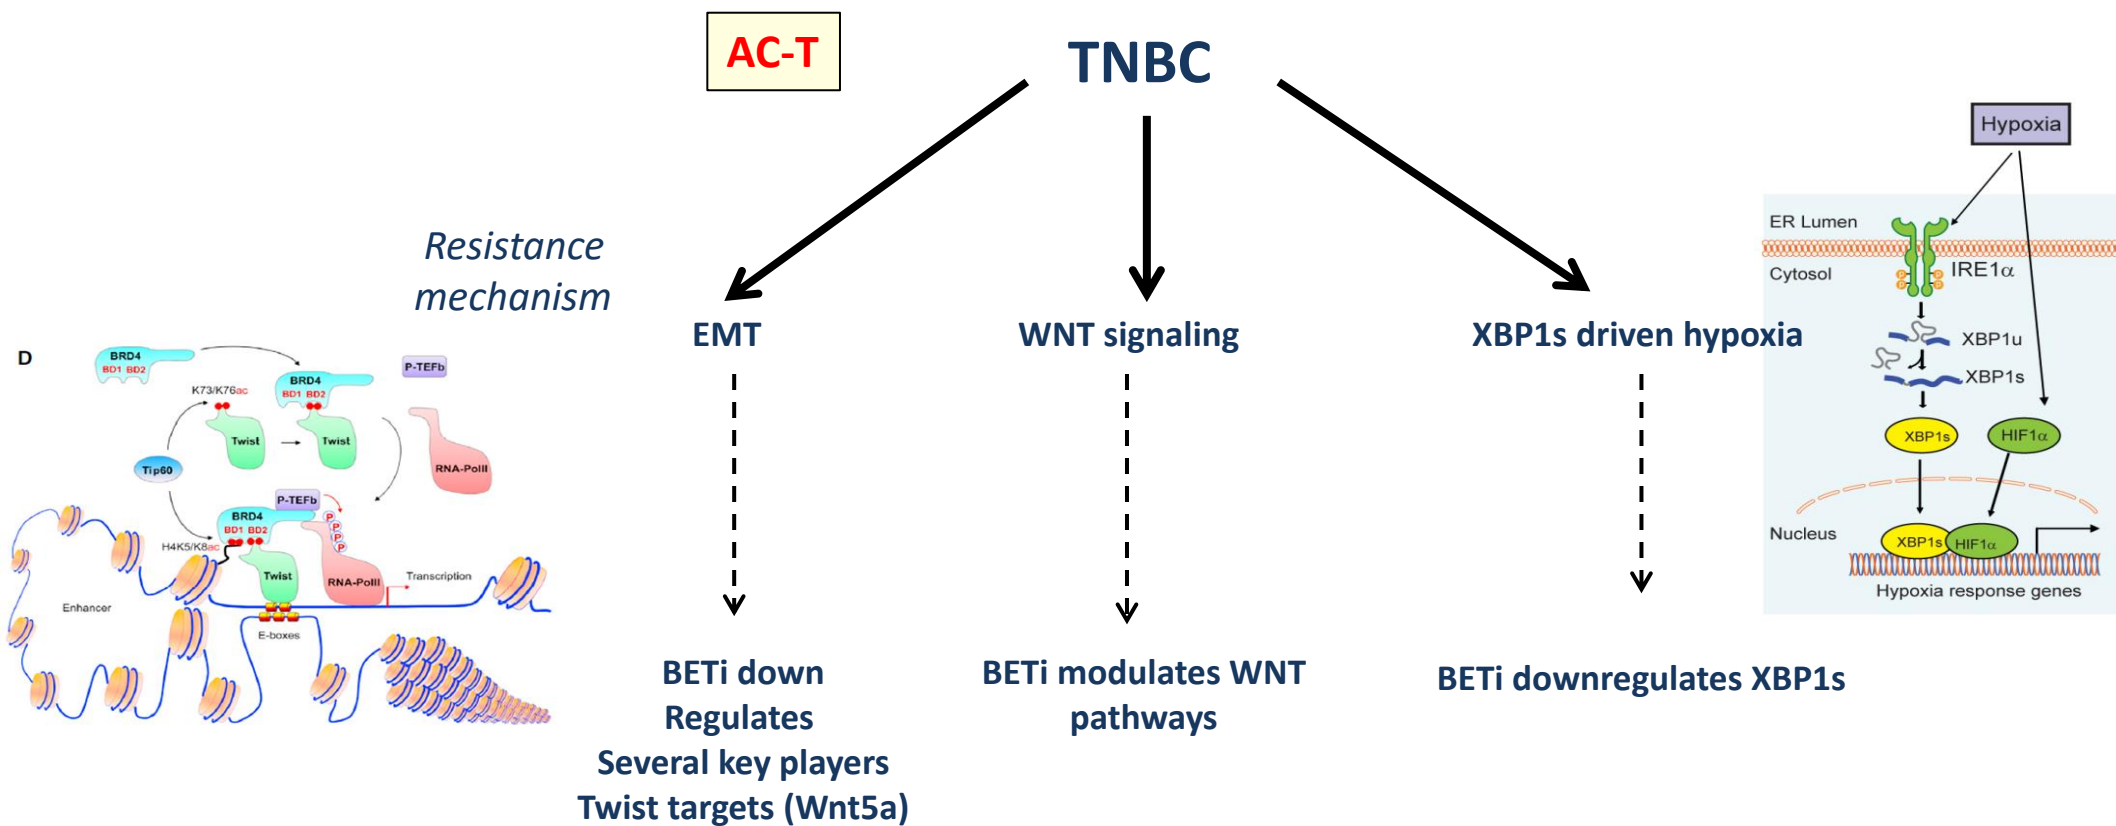 AC-T
TNBC
Resistance
mechanism
EMT
WNT signaling
XBP1s driven hypoxia
BETi down
Regulates
Several key players
Twist targets (Wnt5a)
BETi modulates WNT
pathways
BETi downregulates XBP1s
D
BRD4
BD1 BD2
K73/K76ac
Twist
BRD4
BD1 BD2
Twist
P-TEFb
RNA-PolII
Tip60
P-TEFb
BRD4
BD1 BD2
P
P
P
P
H4K5/K8ac
Twist
RNA-PolII
Transcription
Enhancer
E-boxes
Hypoxia
ER Lumen
Cytosol
IRE1α
P
P
P
P
XBP1u
XBP1s
XBP1s
HIF1α
Nucleus
XBP1s
HIF1α
Hypoxia response genes